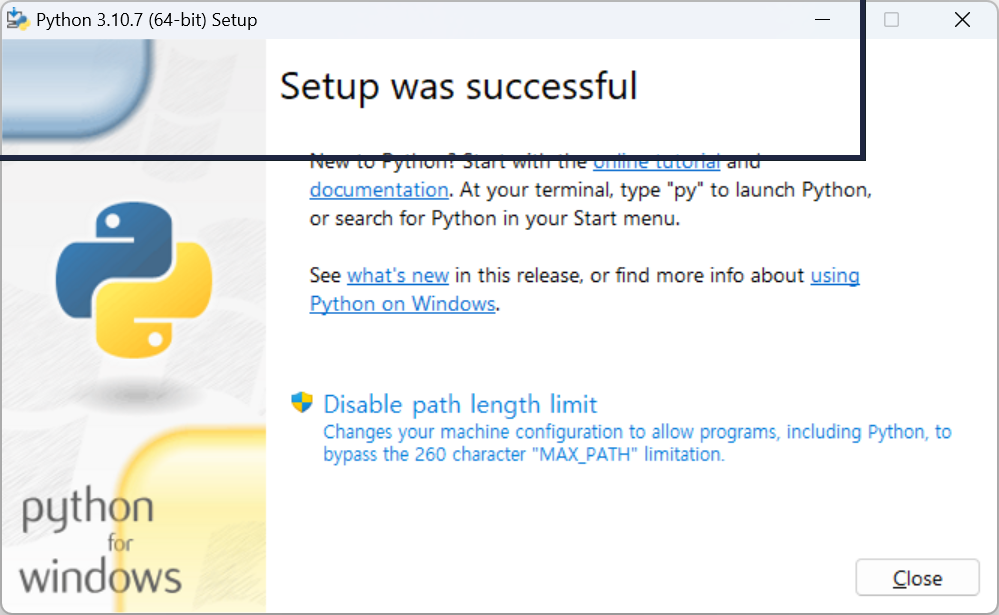 Python 3.10.7 (64-bit) Setup
Setup was successful
New to Python? Start with the online tutorial and
documentation. At your terminal, type "py" to launch Python,
or search for Python in your Start menu.
See what's new in this release, or find more info about using
Python on Windows.
Disable path length limit
Changes your machine configuration to allow programs, including Python, to
bypass the 260 character "MAX_PATH" limitation.
python
for
windows
Close